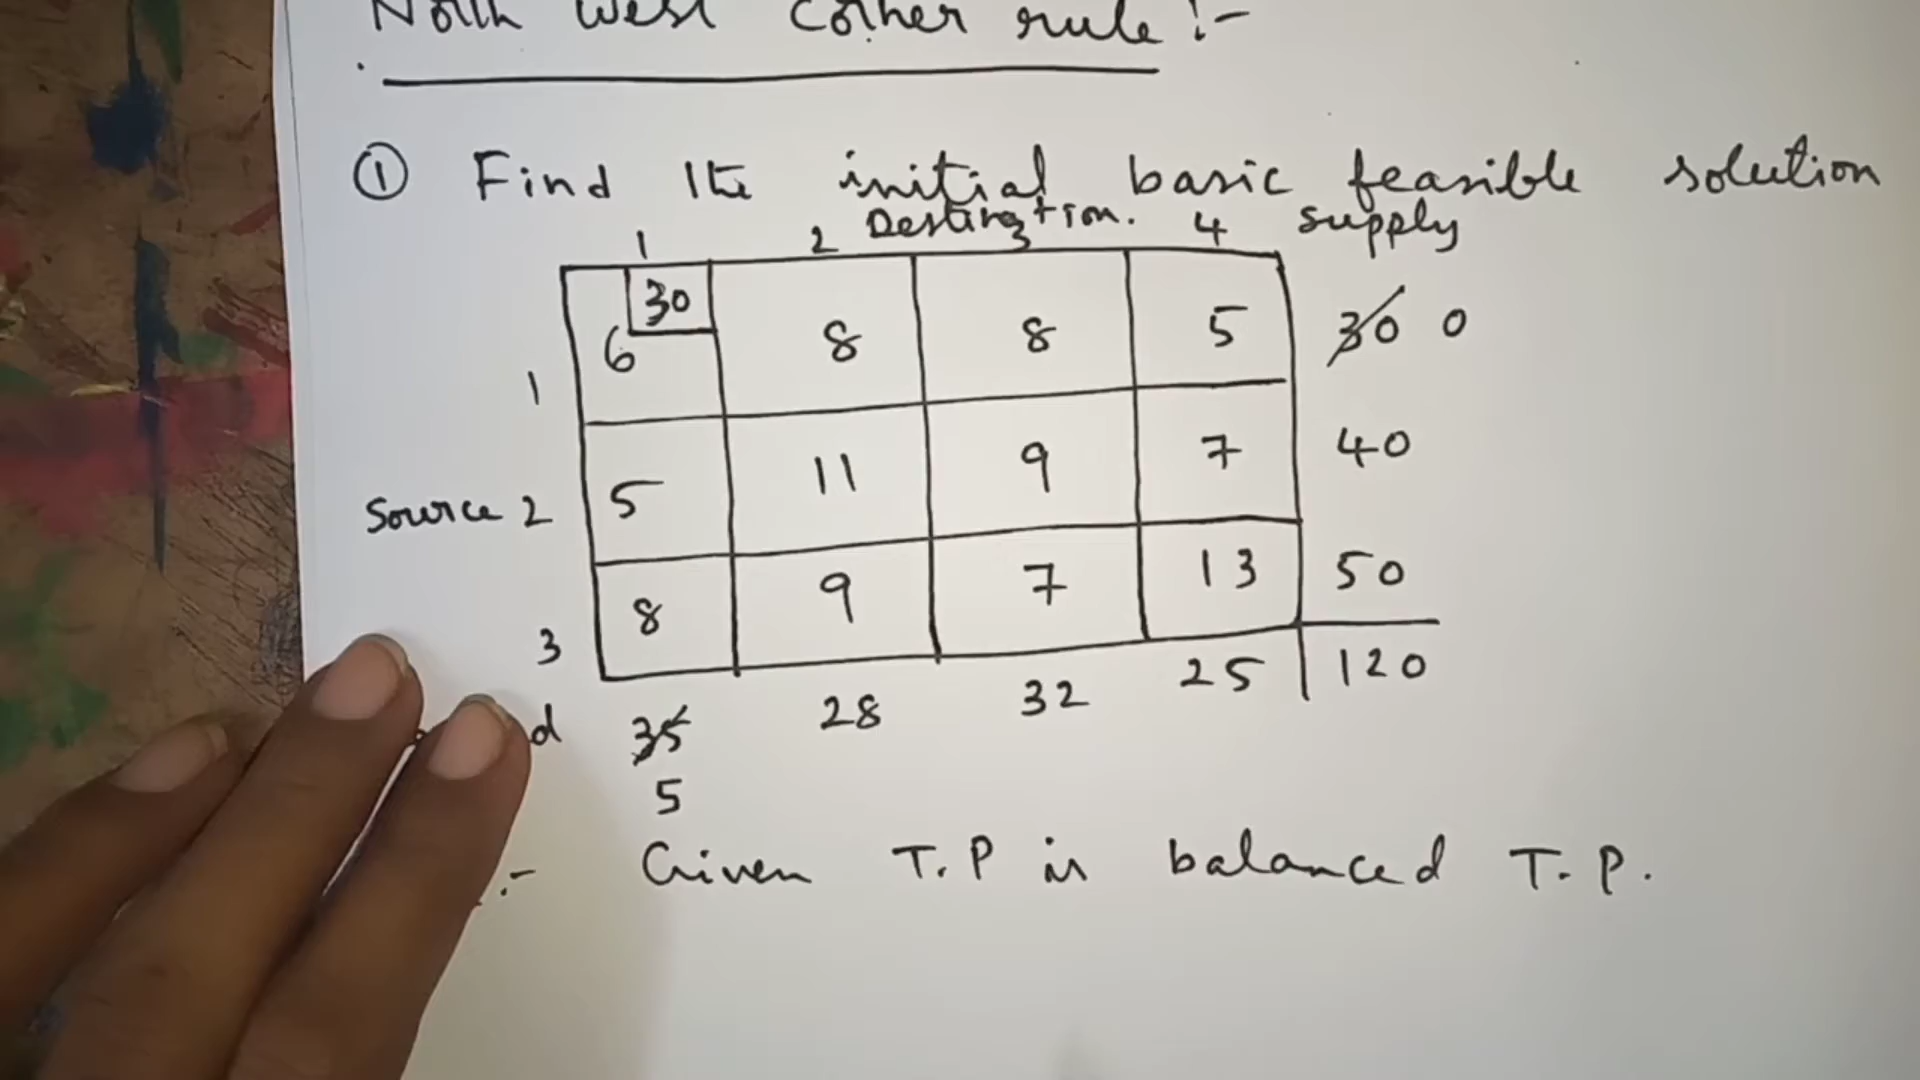 North West Corner rule :-
① Find the initial basic feasible solution
Destination. supply
1 2 3 4
30
6 8 8 5 30 0
1
5 11 9 7 40
Source 2
8 9 7 13 50
3
35 28 32 25 120
5
:- Given T.P is balanced T.P.